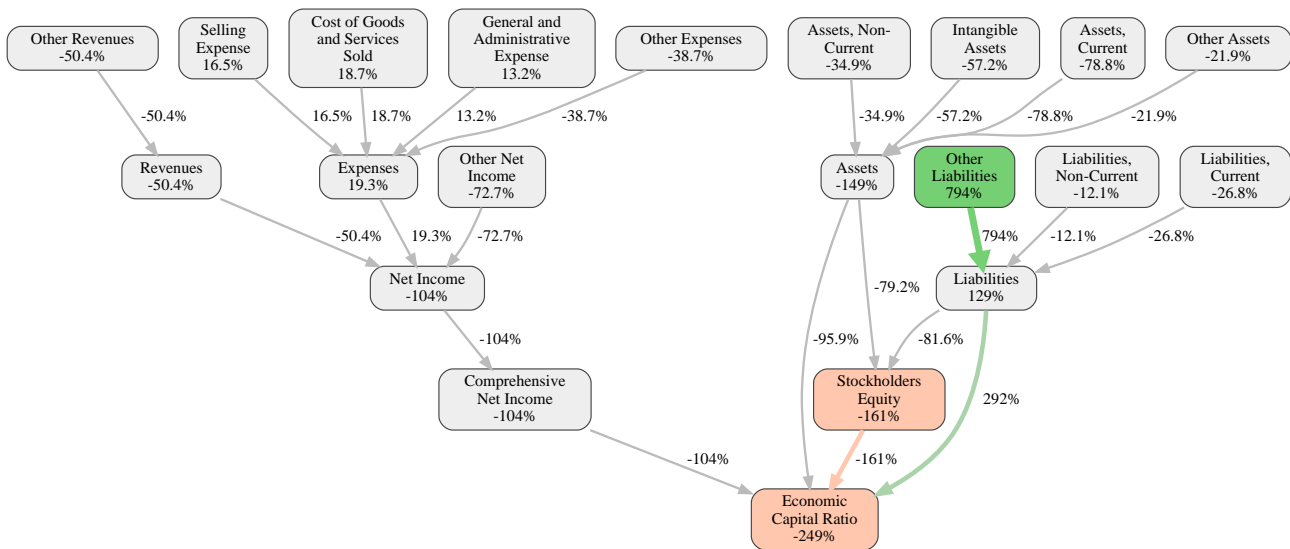 Other Revenues
-50.4%
Selling
Expense
16.5%
Cost of Goods
and Services
Sold
18.7%
General and
Administrative
Expense
13.2%
Other Expenses
-38.7%
Assets, Non-
Current
-34.9%
Intangible
Assets
-57.2%
Assets,
Current
-78.8%
Other Assets
-21.9%
-50.4%
16.5%
18.7%
13.2%
-38.7%
-34.9%
-57.2%
-78.8%
-21.9%
Revenues
-50.4%
Expenses
19.3%
Other Net
Income
-72.7%
Assets
-149%
Other
Liabilities
794%
Liabilities,
Non-Current
-12.1%
Liabilities,
Current
-26.8%
-50.4%
19.3%
-72.7%
794%
-12.1%
-26.8%
Net Income
-104%
-79.2%
Liabilities
129%
-104%
-95.9%
-81.6%
Comprehensive
Net Income
-104%
Stockholders
Equity
-161%
292%
-104%
-161%
Economic
Capital Ratio
-249%